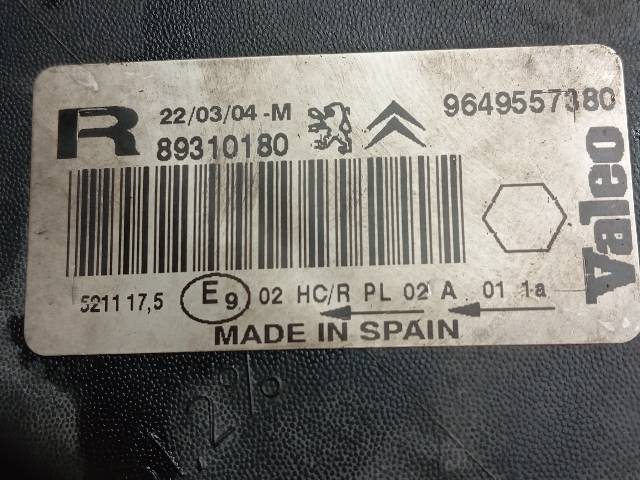 R 22/03/04 -M 9649557380
89310180
Valeo
5211 17,5 E9 02 HC/R PL 02 A 01 1a
MADE IN SPAIN
2%